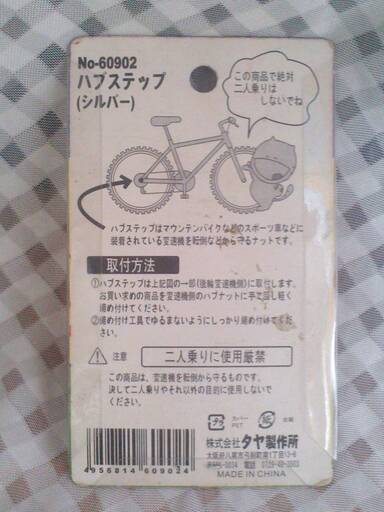 No-60902
ハブステップ
(シルバー)
この商品で絶対
二人乗りは
しないでね
ハブステップはマウンテンバイクなどのスポーツ車などに
装着されている変速機を転倒などから守るナットです。
取付方法
①ハブステップは上記図の一部(後輪変速機側)に取付します。
お買い求めの商品を変速機側のハブナットに手で回し軽く
締め付けてください。
②締め付け工具でゆるまないようにしっかり締め付けてくだ
さい。
注意 二人乗りに使用厳禁
この商品は、変速機を転倒から守るものです。
決して二人乗りやそれ以外の目的に使用しない
でください。
プラ カバー PET 紙 台紙
株式会社 タヤ製作所
MADE IN CHINA
4956814 609024